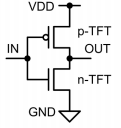 VDD
p-TFT
IN OUT
n-TFT
GND